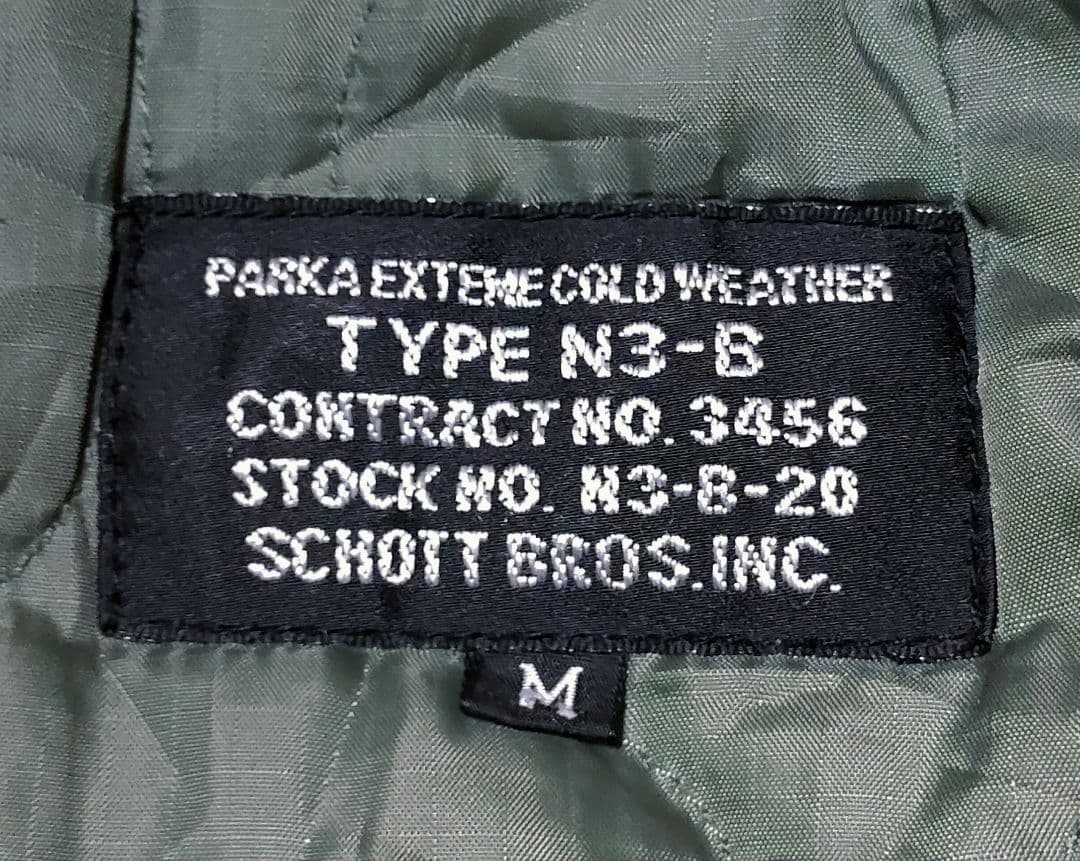 PARKA EXTEME COLD WEATHER
TYPE N3-B
CONTRACT NO. 3456
STOCK NO. N3-B-20
SCHOTT BROS.INC.
M